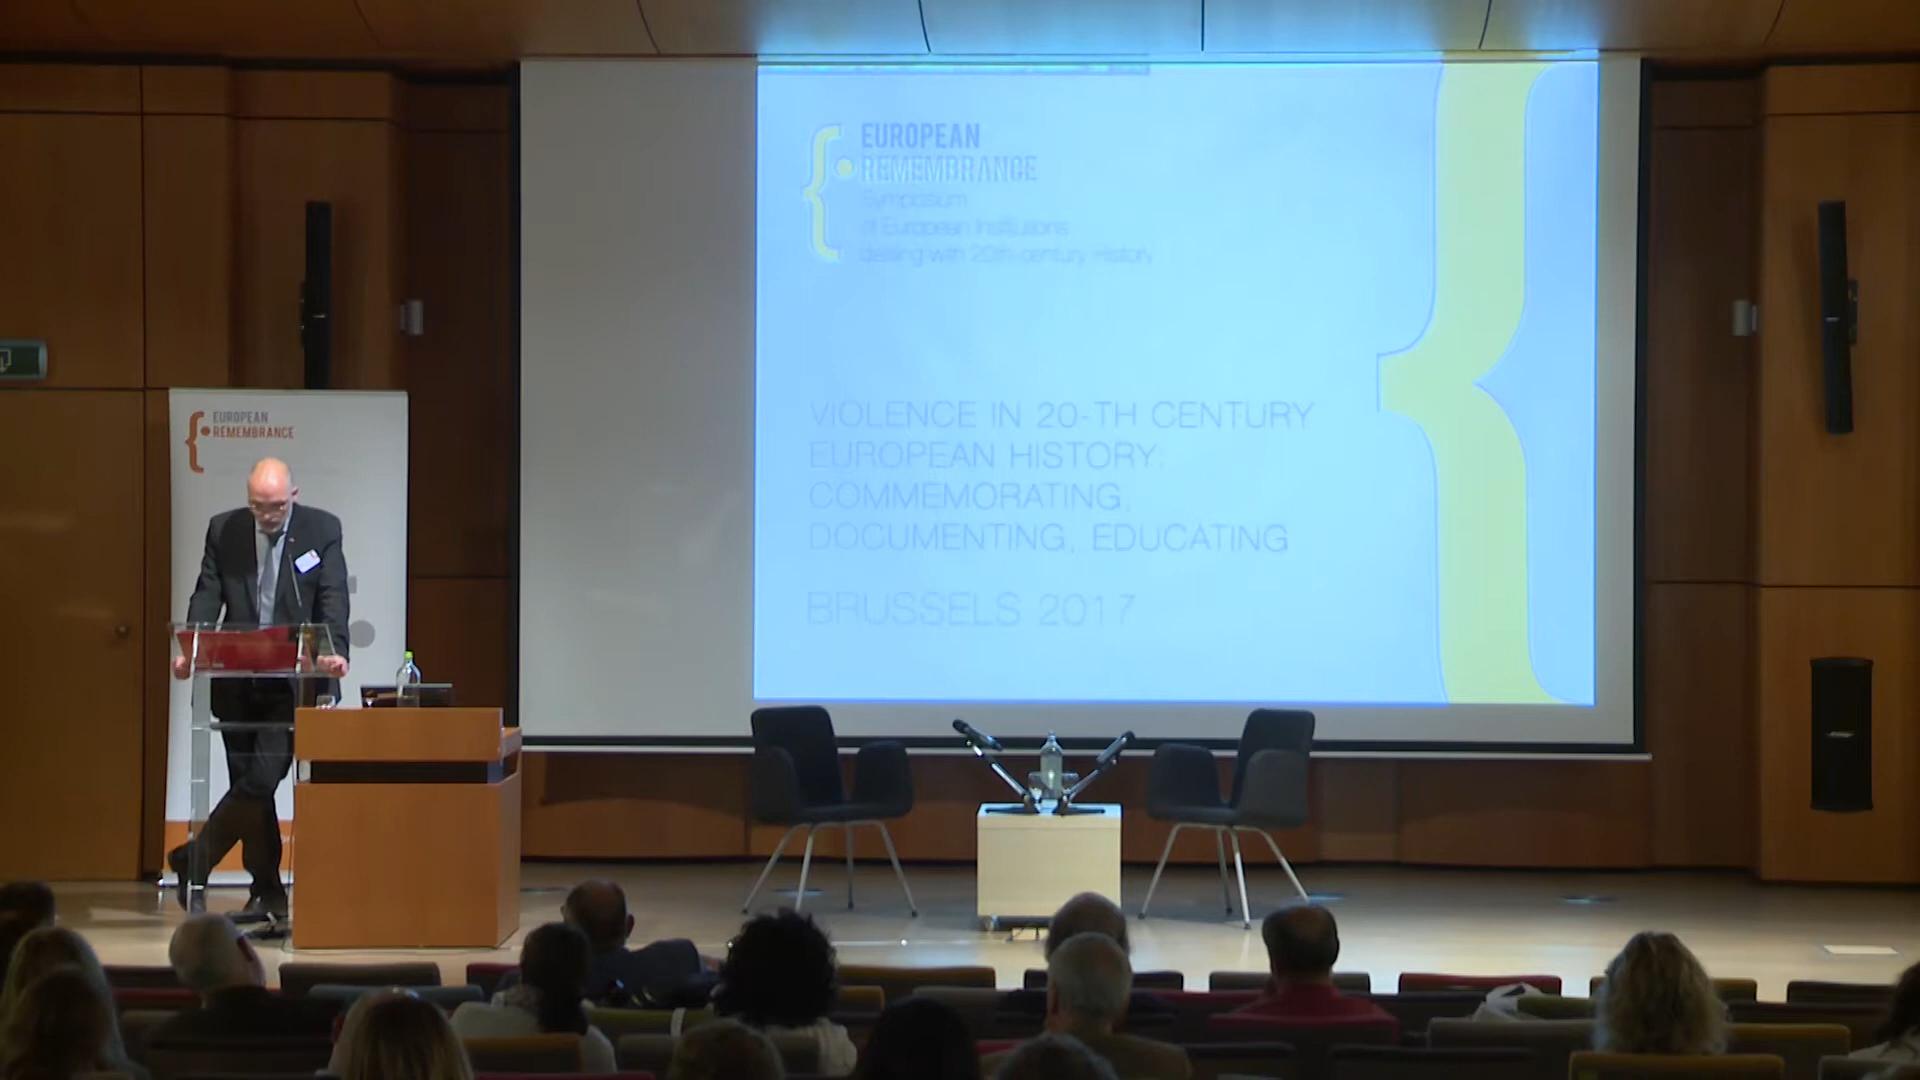 EUROPEAN
REMEMBRANCE
Symposium
of European Institutions
dealing with 20th-century History
VIOLENCE IN 20-TH CENTURY
EUROPEAN HISTORY:
COMMEMORATING,
DOCUMENTING, EDUCATING
BRUSSELS 2017
EUROPEAN
REMEMBRANCE